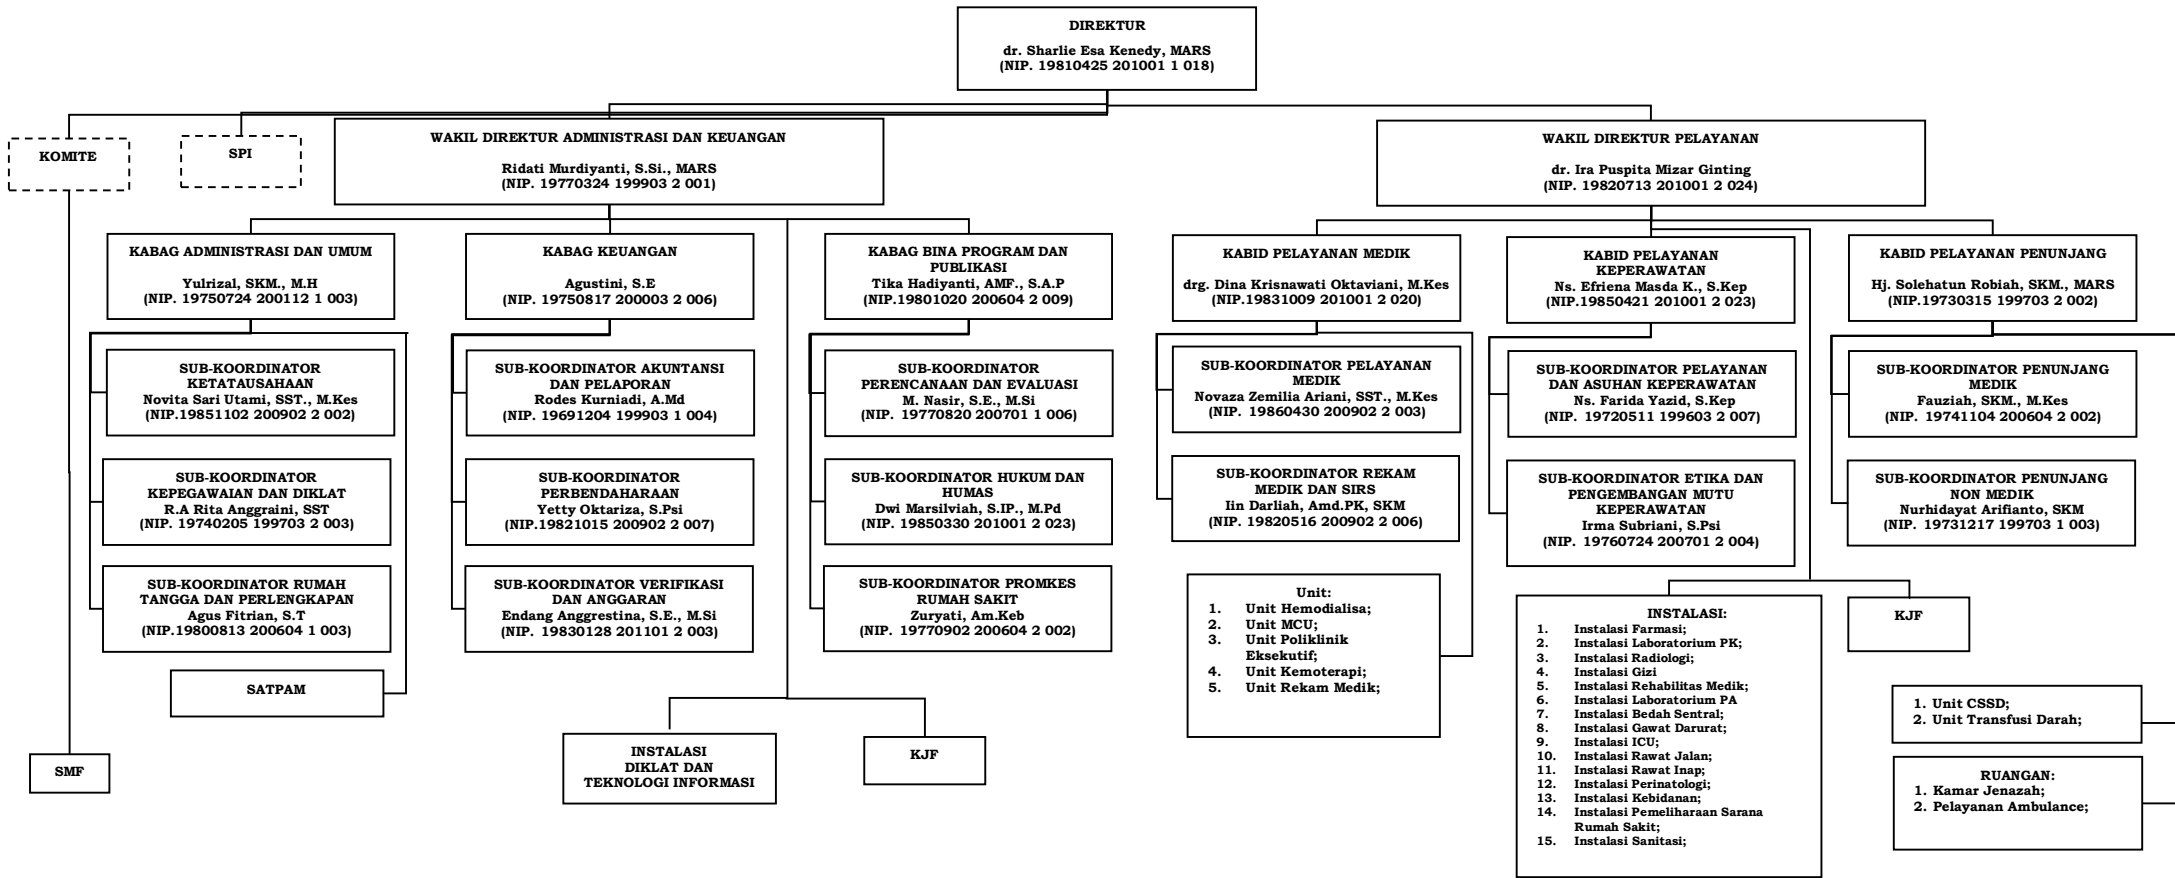 DIREKTUR
dr. Sharlie Esa Kenedy, MARS
(NIP. 19810425 201001 1 018)
KOMITE
SPI
WAKIL DIREKTUR ADMINISTRASI DAN KEUANGAN
Ridati Murdiyanti, S.Si., MARS
(NIP. 19770324 199903 2 001)
WAKIL DIREKTUR PELAYANAN
dr. Ira Puspita Mizar Ginting
(NIP. 19820713 201001 2 024)
KABAG ADMINISTRASI DAN UMUM
Yulrizal, SKM., M.H
(NIP. 19750724 200112 1 003)
KABAG KEUANGAN
Agustini, S.E
(NIP. 19750817 200003 2 006)
KABAG BINA PROGRAM DAN
PUBLIKASI
Tika Hadiyanti, AMF., S.A.P
(NIP.19801020 200604 2 009)
KABID PELAYANAN MEDIK
drg. Dina Krisnawati Oktaviani, M.Kes
(NIP.19831009 201001 2 020)
KABID PELAYANAN
KEPERAWATAN
Ns. Efriena Masda K., S.Kep
(NIP.19850421 201001 2 023)
KABID PELAYANAN PENUNJANG
Hj. Solehatun Robiah, SKM., MARS
(NIP.19730315 199703 2 002)
SUB-KOORDINATOR
KETATAUSAHAAN
Novita Sari Utami, SST., M.Kes
(NIP.19851102 200902 2 002)
SUB-KOORDINATOR AKUNTANSI
DAN PELAPORAN
Rodes Kurniadi, A.Md
(NIP. 19691204 199903 1 004)
SUB-KOORDINATOR
PERENCANAAN DAN EVALUASI
M. Nasir, S.E., M.Si
(NIP. 19770820 200701 1 006)
SUB-KOORDINATOR PELAYANAN
MEDIK
Novaza Zemilia Ariani, SST., M.Kes
(NIP. 19860430 200902 2 003)
SUB-KOORDINATOR PELAYANAN
DAN ASUHAN KEPERAWATAN
Ns. Farida Yazid, S.Kep
(NIP. 19720511 199603 2 007)
SUB-KOORDINATOR PENUNJANG
MEDIK
Fauziah, SKM., M.Kes
(NIP. 19741104 200604 2 002)
SUB-KOORDINATOR
KEPEGAWAIAN DAN DIKLAT
R.A Rita Anggraini, SST
(NIP. 19740205 199703 2 003)
SUB-KOORDINATOR
PERBENDAHARAAN
Yetty Oktariza, S.Psi
(NIP.19821015 200902 2 007)
SUB-KOORDINATOR HUKUM DAN
HUMAS
Dwi Marsilviah, S.IP., M.Pd
(NIP. 19850330 201001 2 023)
SUB-KOORDINATOR REKAM
MEDIK DAN SIRS
Iin Darliah, Amd.PK, SKM
(NIP. 19820516 200902 2 006)
SUB-KOORDINATOR ETIKA DAN
PENGEMBANGAN MUTU
KEPERAWATAN
Irma Subriani, S.Psi
(NIP. 19760724 200701 2 004)
SUB-KOORDINATOR PENUNJANG
NON MEDIK
Nurhidayat Arifianto, SKM
(NIP. 19731217 199703 1 003)
SUB-KOORDINATOR RUMAH
TANGGA DAN PERLENGKAPAN
Agus Fitrian, S.T
(NIP.19800813 200604 1 003)
SUB-KOORDINATOR VERIFIKASI
DAN ANGGARAN
Endang Anggrestina, S.E., M.Si
(NIP. 19830128 201101 2 003)
SUB-KOORDINATOR PROMKES
RUMAH SAKIT
Zuryati, Am.Keb
(NIP. 19770902 200604 2 002)
Unit:
1. Unit Hemodialisa;
2. Unit MCU;
3. Unit Poliklinik
Eksekutif;
4. Unit Kemoterapi;
5. Unit Rekam Medik;
INSTALASI:
1. Instalasi Farmasi;
2. Instalasi Laboratorium PK;
3. Instalasi Radiologi;
4. Instalasi Gizi
5. Instalasi Rehabilitas Medik;
6. Instalasi Laboratorium PA
7. Instalasi Bedah Sentral;
8. Instalasi Gawat Darurat;
9. Instalasi ICU;
10. Instalasi Rawat Jalan;
11. Instalasi Rawat Inap;
12. Instalasi Perinatologi;
13. Instalasi Kebidanan;
14. Instalasi Pemeliharaan Sarana
Rumah Sakit;
15. Instalasi Sanitasi;
KJF
SATPAM
1. Unit CSSD;
2. Unit Transfusi Darah;
SMF
INSTALASI
DIKLAT DAN
TEKNOLOGI INFORMASI
KJF
RUANGAN:
1. Kamar Jenazah;
2. Pelayanan Ambulance;